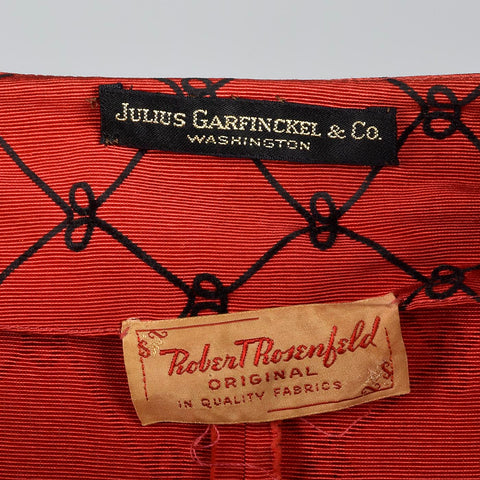 JULIUS GARFINCKEL & CO.
WASHINGTON
Robert Rosenfeld
ORIGINAL
IN QUALITY FABRICS